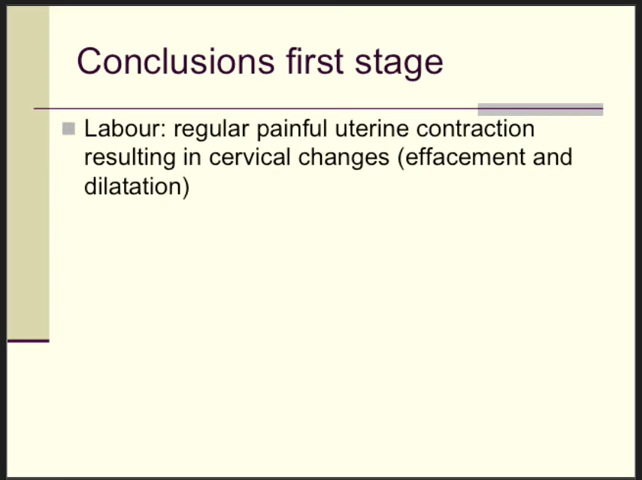 Conclusions first stage
Labour: regular painful uterine contraction
resulting in cervical changes (effacement and
dilatation)